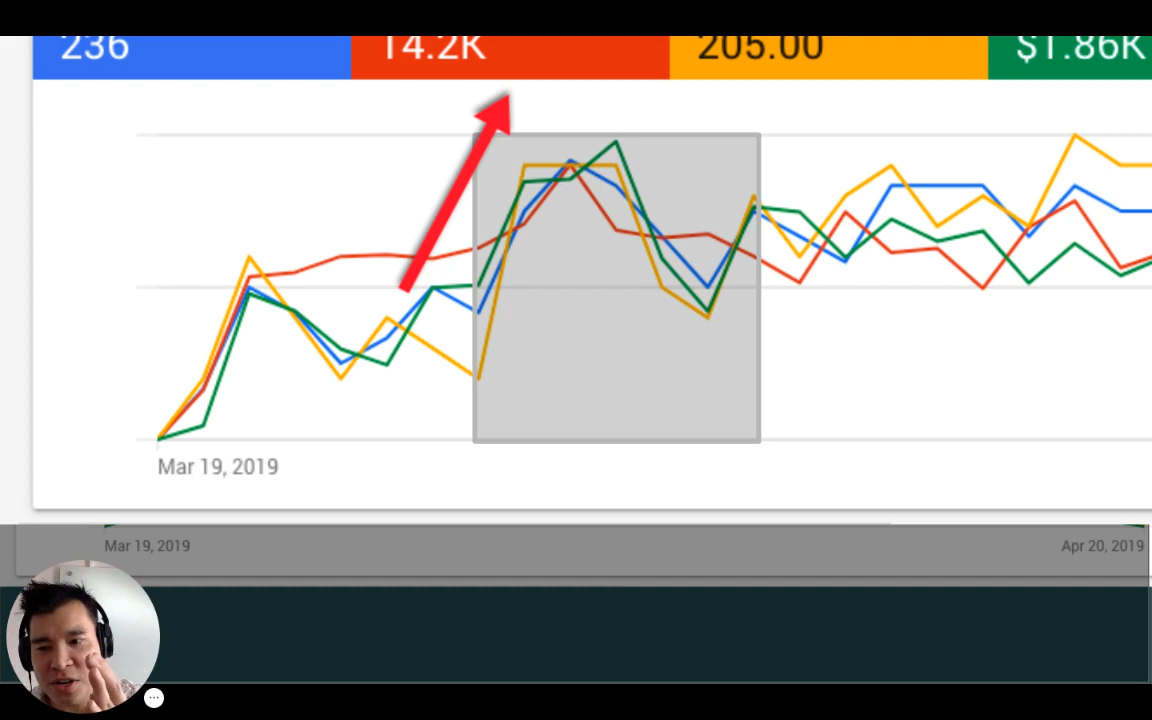 236 14.2K 205.00 $1.86K
Mar 19, 2019
Mar 19, 2019 Apr 20, 2019